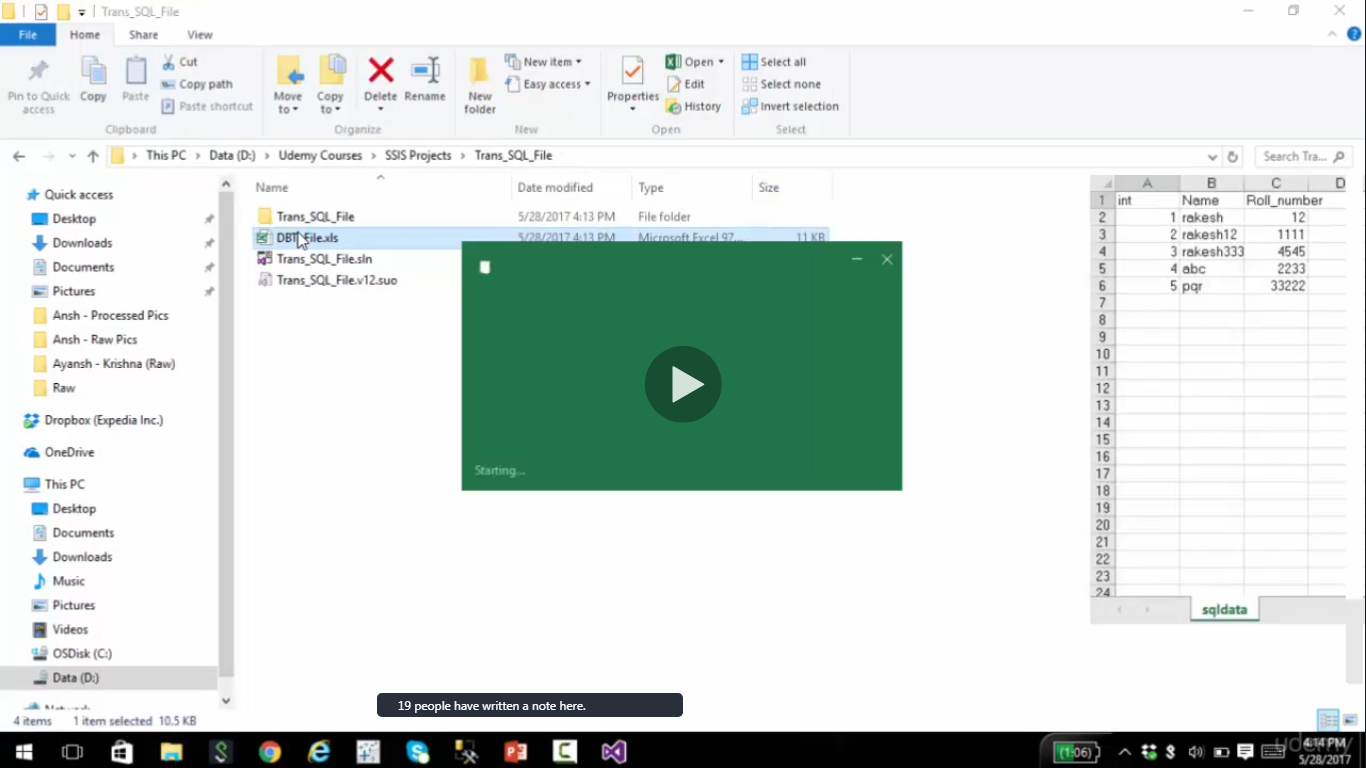 Trans_SQL_File
File Home Share View
Pin to Quick access
Copy
Paste
Cut
Copy path
Paste shortcut
Clipboard
Move to
Copy to
Delete
Rename
Organize
New folder
New item
Easy access
New
Properties
Open
Edit
History
Open
Select all
Select none
Invert selection
Select
This PC > Data (D:) > Udemy Courses > SSIS Projects > Trans_SQL_File
Search Tra...
Quick access
Desktop
Downloads
Documents
Pictures
Ansh - Processed Pics
Ansh - Raw Pics
Ayansh - Krishna (Raw)
Raw
Dropbox (Expedia Inc.)
OneDrive
This PC
Desktop
Documents
Downloads
Music
Pictures
Videos
OSDisk (C:)
Data (D:)
Network
Name Date modified Type Size
Trans_SQL_File 5/28/2017 4:13 PM File folder
File.xls 5/28/2017 4:13 PM Microsoft Excel 97... 11 KB
Trans_SQL_File.sln
Trans_SQL_File.v12.suo
Starting...
A B C D
1 int Name Roll_number
2 1 rakesh 12
3 2 rakesh12 1111
4 3 rakesh333 4545
5 4 abc 2233
6 5 pqr 33222
7
8
9
10
11
12
13
14
15
16
17
18
19
20
21
22
23
24
sqldata
19 people have written a note here.
4 items 1 item selected 10.5 KB
(1:06)
udemy
4:14 PM
5/28/2017